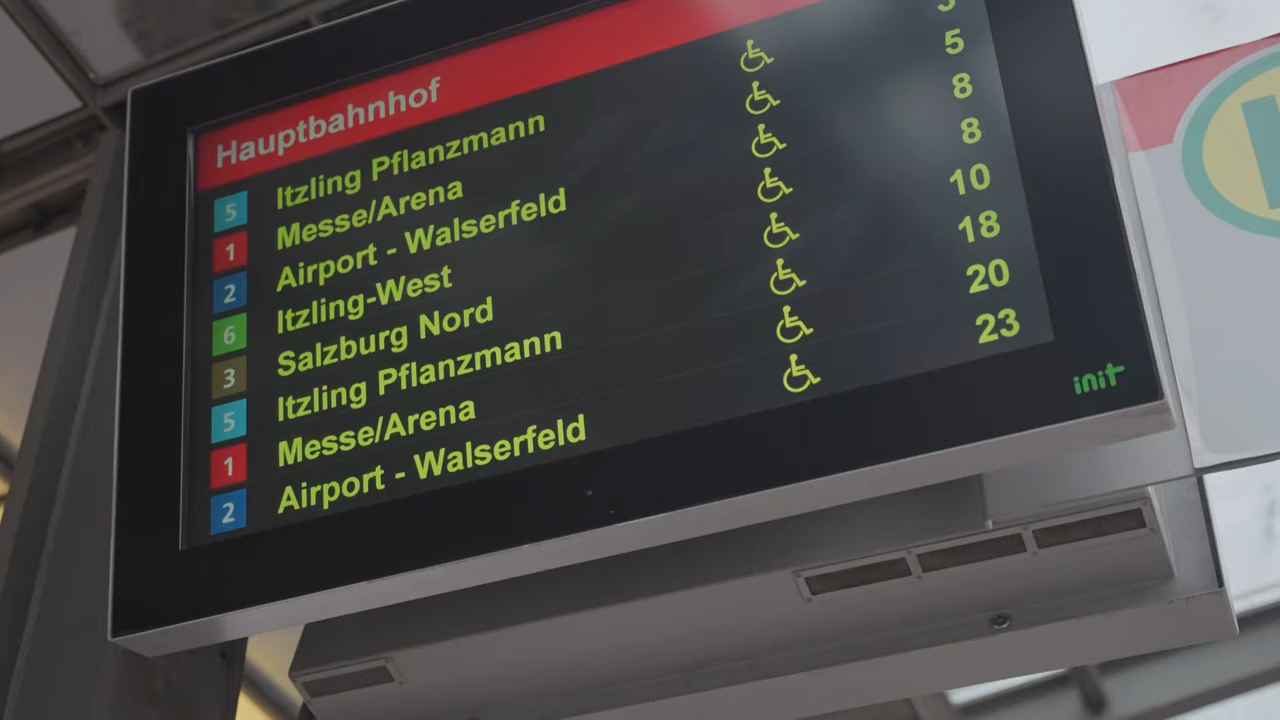 Hauptbahnhof
5 Itzling Pflanzmann 3
1 Messe/Arena 5
2 Airport - Walserfeld 8
6 Itzling-West 8
3 Salzburg Nord 10
5 Itzling Pflanzmann 18
1 Messe/Arena 20
2 Airport - Walserfeld 23
init